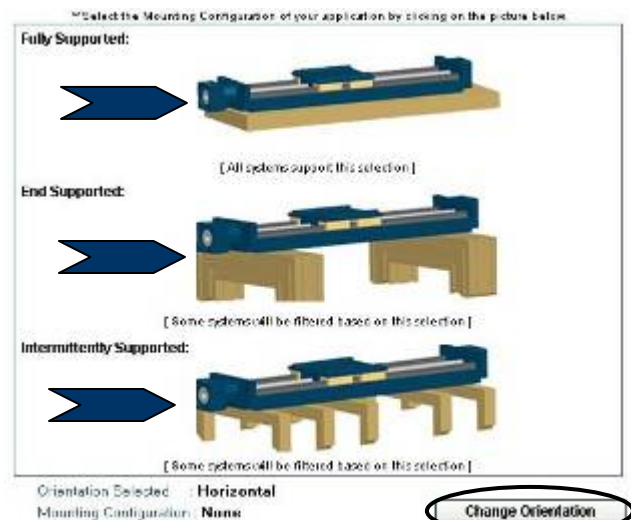 **Select the Mounting Configuration of your application by clicking on the picture below.
Fully Supported:
[ All systems support this selection ]
End Supported:
[ Some systems will be filtered based on this selection ]
Intermittently Supported:
[ Some systems will be filtered based on this selection ]
Orientation Selected : Horizontal
Mounting Configuration : None
Change Orientation